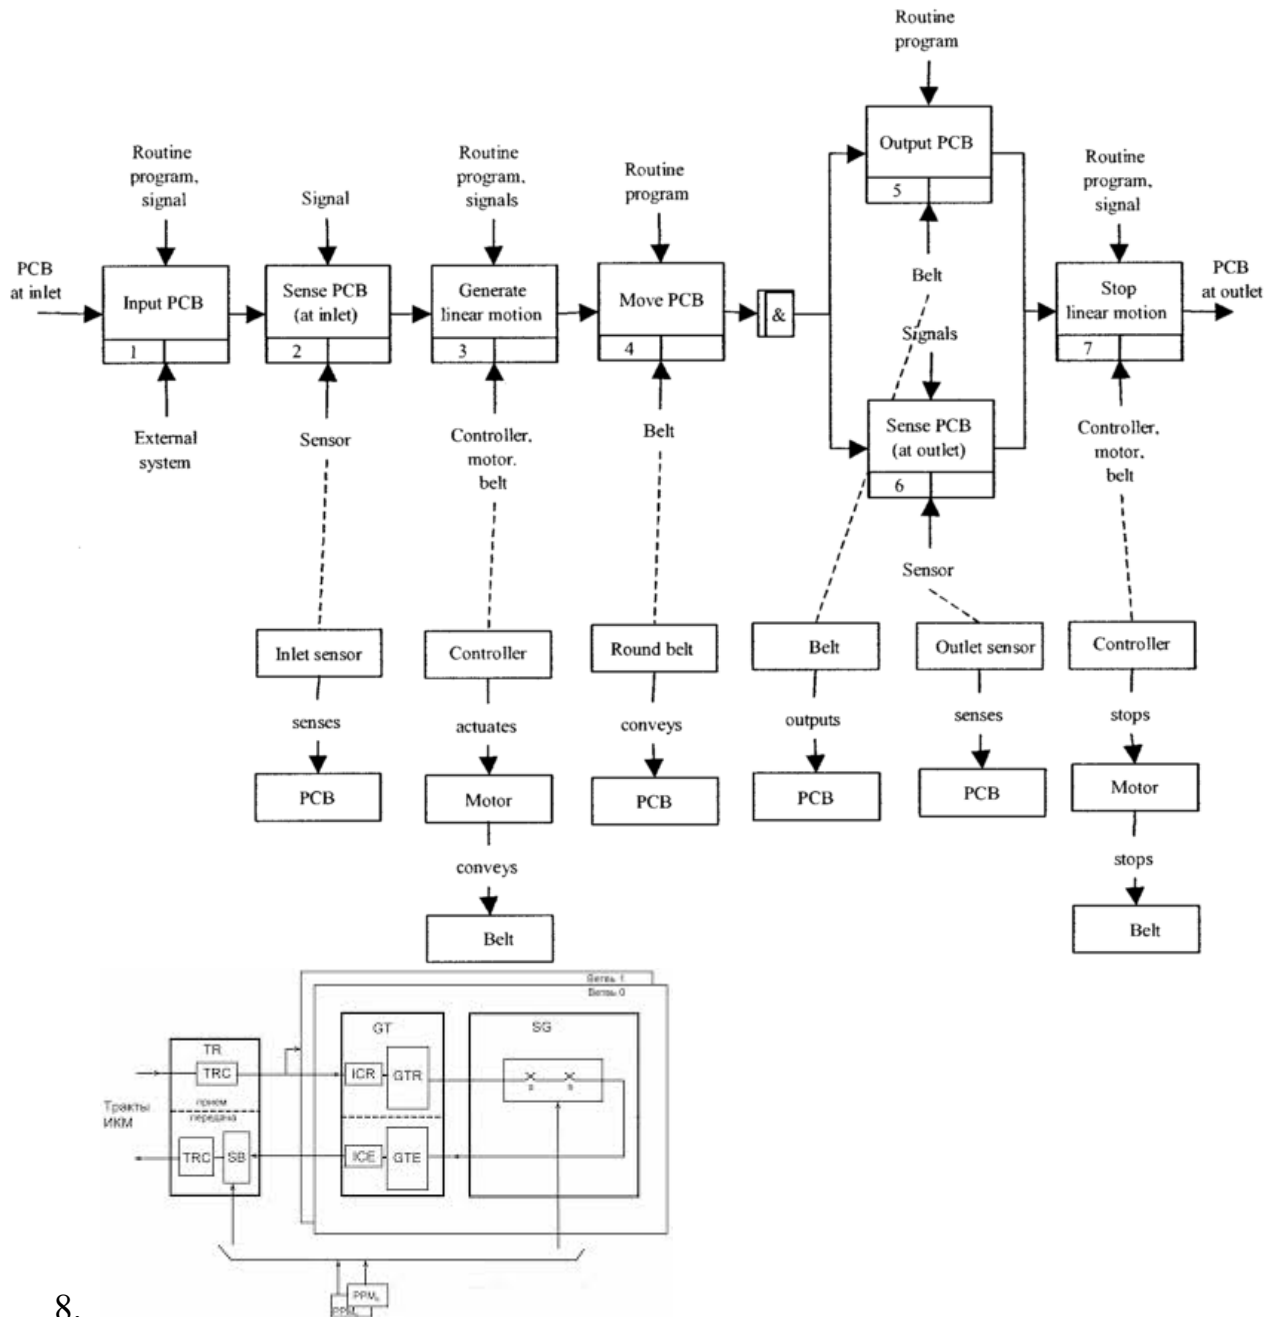 Routine
program
Output PCB
5
Routine
program,
signal
Signal
Routine
program,
signals
Routine
program
Routine
program,
signal
PCB
at inlet
Input PCB
1
Sense PCB
(at inlet)
2
Generate
linear motion
3
Move PCB
4
&
Belt
Signals
Stop
linear motion
7
PCB
at outlet
External
system
Sensor
Controller,
motor.
belt
Belt
Sense PCB
(at outlet)
6
Controller,
motor,
belt
Sensor
Inlet sensor
Controller
Round belt
Belt
Outlet sensor
Controller
senses
actuates
conveys
outputs
senses
stops
PCB
Motor
PCB
PCB
PCB
Motor
conveys
stops
Belt
Belt
Ветвь 1
Ветвь 0
TR
GT
SG
TRC
ICR
GTR
прием
передача
Тракты
ИКМ
TRC
SB
ICE
GTE
PPM
PPM
8.